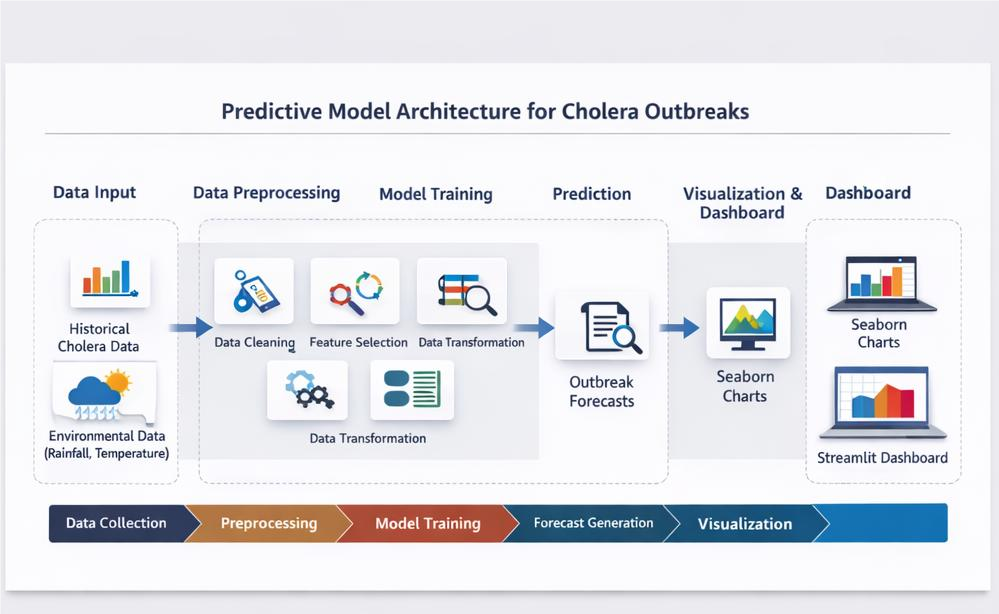 Predictive Model Architecture for Cholera Outbreaks
Data Input
Data Preprocessing
Model Training
Prediction
Visualization &
Dashboard
Dashboard
Historical
Cholera Data
Environmental Data
(Rainfall, Temperature)
Data Cleaning
Feature Selection
Data Transformation
Data Transformation
Outbreak
Forecasts
Seaborn
Charts
Seaborn
Charts
Streamlit Dashboard
Data Collection
Preprocessing
Model Training
Forecast Generation
Visualization